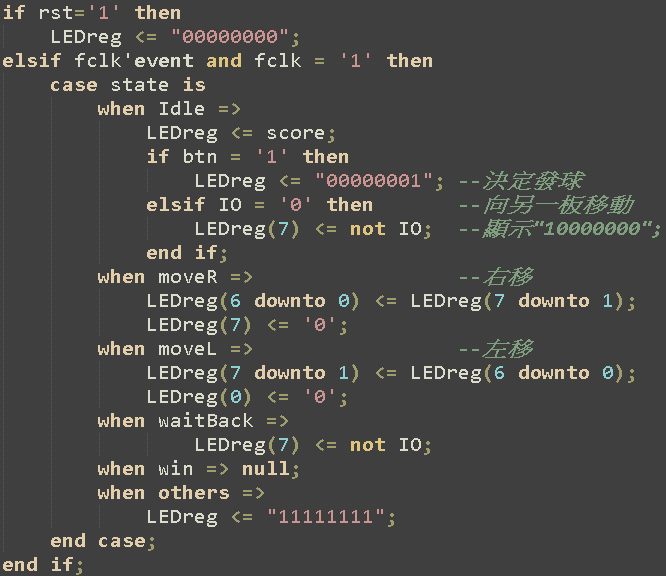 if rst='1' then
LEDreg <= "00000000";
elsif fclk'event and fclk = '1' then
case state is
when Idle =>
LEDreg <= score;
if btn = '1' then
LEDreg <= "00000001"; --決定發球
elsif IO = '0' then --向另一板移動
LEDreg(7) <= not IO; --顯示"10000000";
end if;
when moveR => --右移
LEDreg(6 downto 0) <= LEDreg(7 downto 1);
LEDreg(7) <= '0';
when moveL => --左移
LEDreg(7 downto 1) <= LEDreg(6 downto 0);
LEDreg(0) <= '0';
when waitBack =>
LEDreg(7) <= not IO;
when win => null;
when others =>
LEDreg <= "11111111";
end case;
end if;